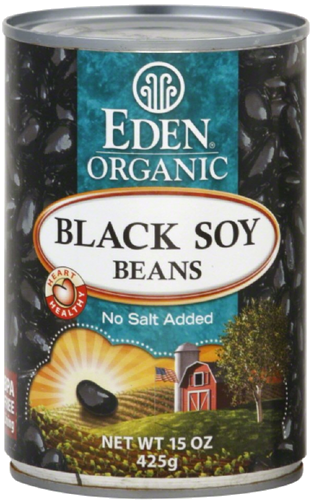 EDEN®
ORGANIC
BLACK SOY
BEANS
HEART HEALTHY
No Salt Added
NET WT 15 OZ
425g